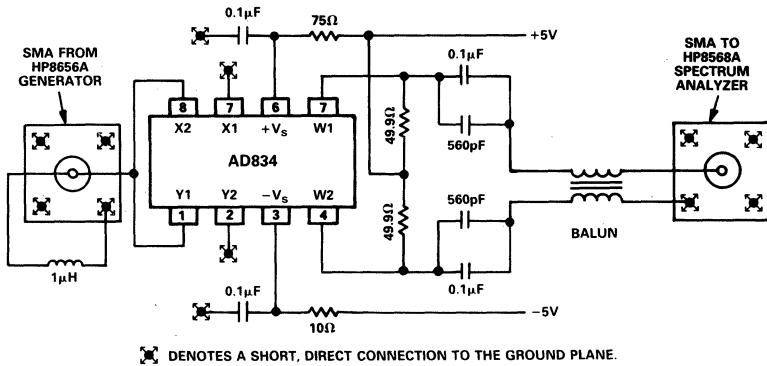 0.1µF
75Ω
+5V
SMA FROM
HP8656A
GENERATOR
0.1µF
SMA TO
HP8568A
SPECTRUM
ANALYZER
8 7 6 7
X2 X1 +VS W1
49.9Ω
560pF
AD834
Y1 Y2 −VS W2
1 2 3 4
49.9Ω
560pF
BALUN
1µH
0.1µF
0.1µF
10Ω
−5V
DENOTES A SHORT, DIRECT CONNECTION TO THE GROUND PLANE.